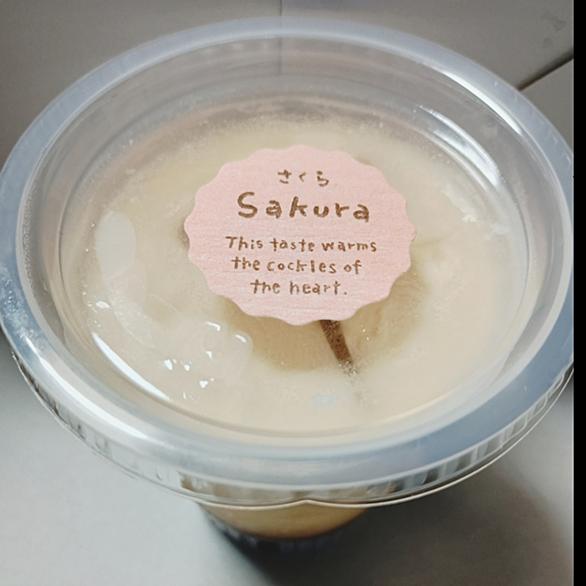 さくら
Sakura
This taste warms
the cockles of
the heart.